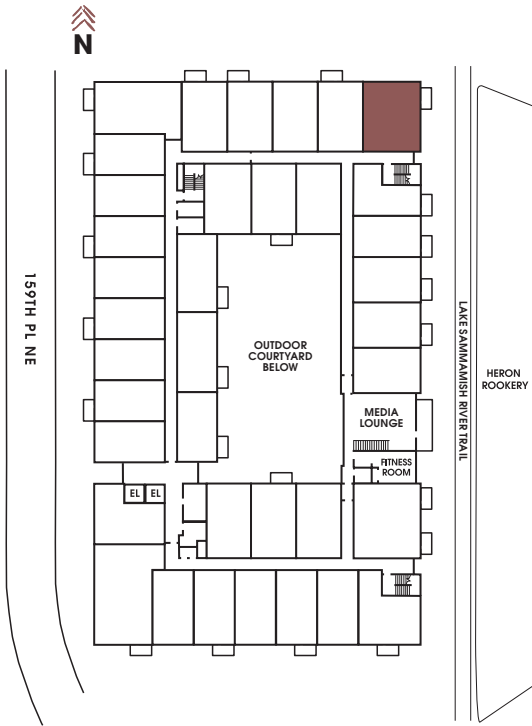 N
159TH PL NE
OUTDOOR
COURTYARD
BELOW
LAKE SAMMAMISH RIVER TRAIL
HERON
ROOKERY
MEDIA
LOUNGE
FITNESS
ROOM
EL
EL